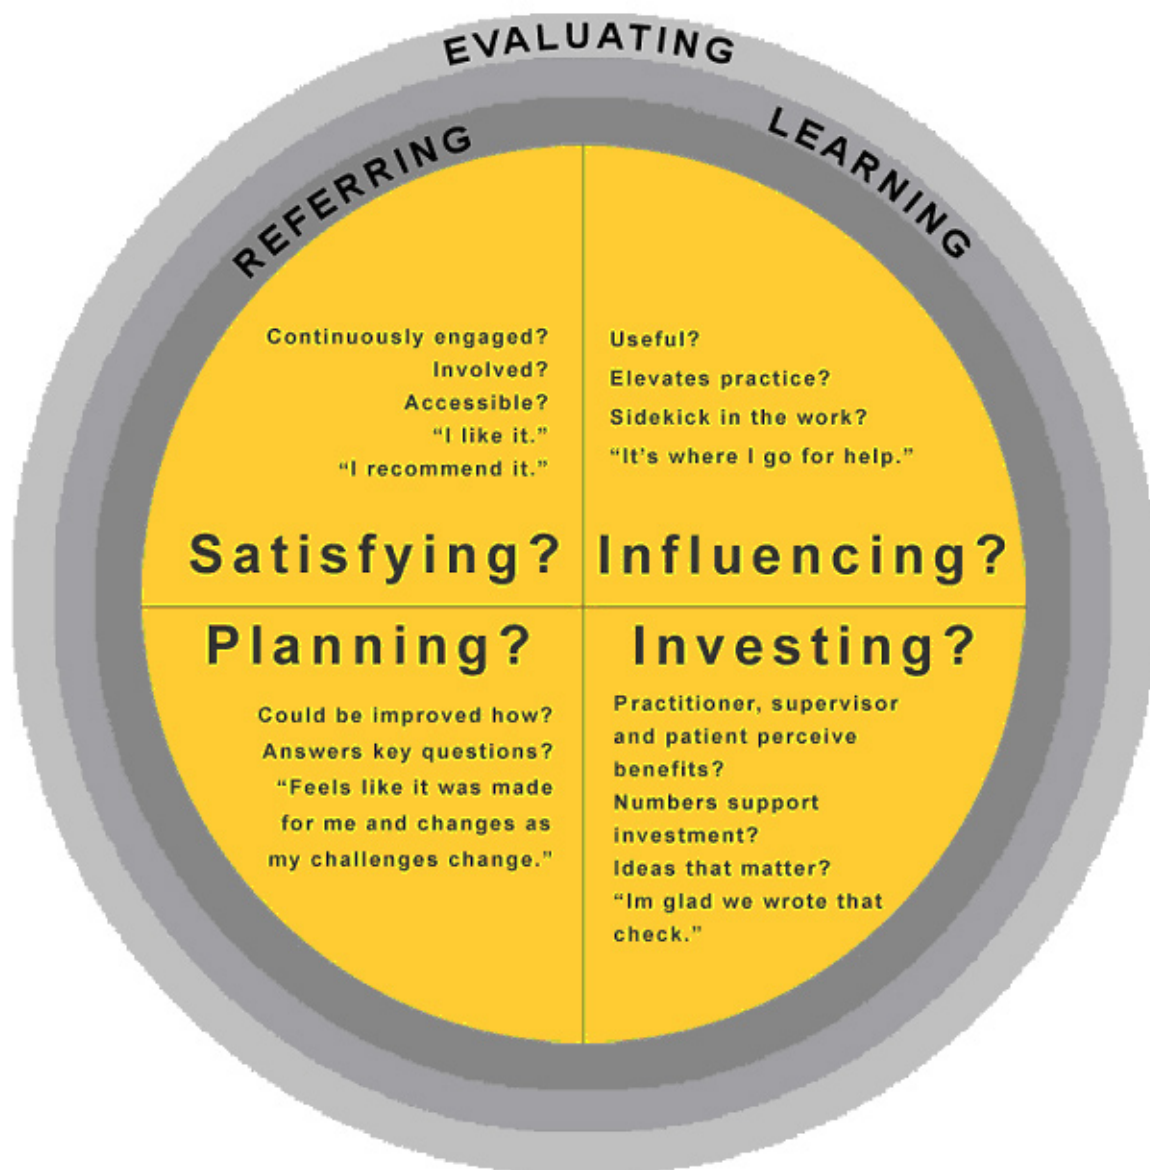 EVALUATING
LEARNING
REFERRING
Continuously engaged?
Involved?
Accessible?
“I like it.”
“I recommend it.”
Satisfying?
Useful?
Elevates practice?
Sidekick in the work?
“It’s where I go for help.”
Influencing?
Planning?
Could be improved how?
Answers key questions?
“Feels like it was made
for me and changes as
my challenges change.”
Investing?
Practitioner, supervisor
and patient perceive
benefits?
Numbers support
investment?
Ideas that matter?
“Im glad we wrote that
check.”